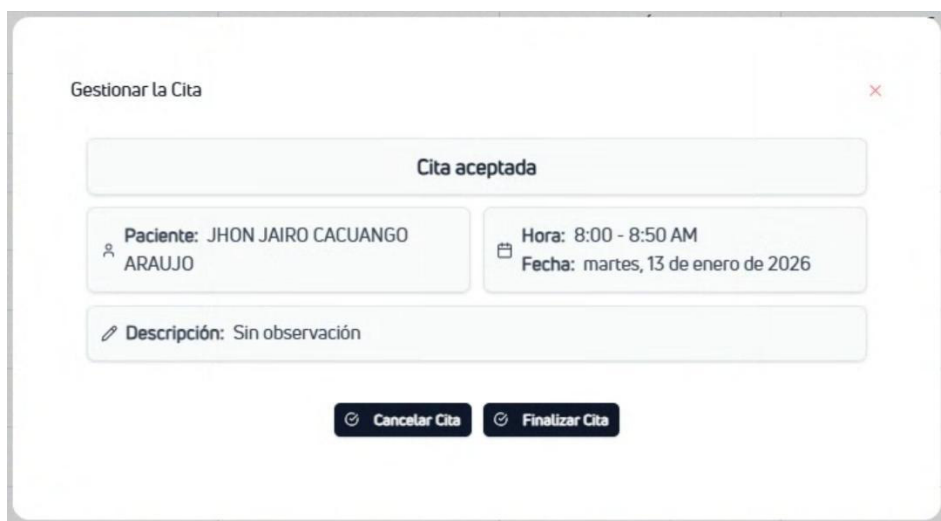 Gestionar la Cita
Cita aceptada
Paciente: JHON JAIRO CACUANGO
ARAUJO
Hora: 8:00 - 8:50 AM
Fecha: martes, 13 de enero de 2026
Descripción: Sin observación
Cancelar Cita
Finalizar Cita